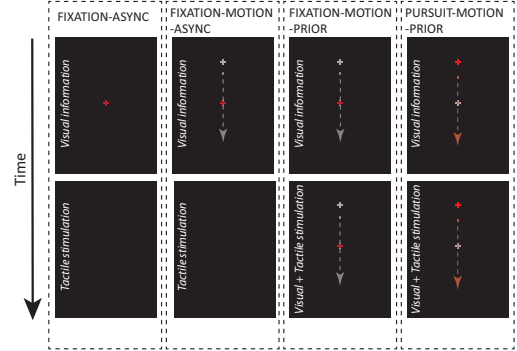 FIXATION-ASYNC
FIXATION-MOTION
-ASYNC
FIXATION-MOTION
-PRIOR
PURSUIT-MOTION
-PRIOR
Time
Visual information
Visual information
Visual information
Visual information
Tactile stimulation
Tactile stimulation
Visual + Tactile stimulation
Visual + Tactile stimulation